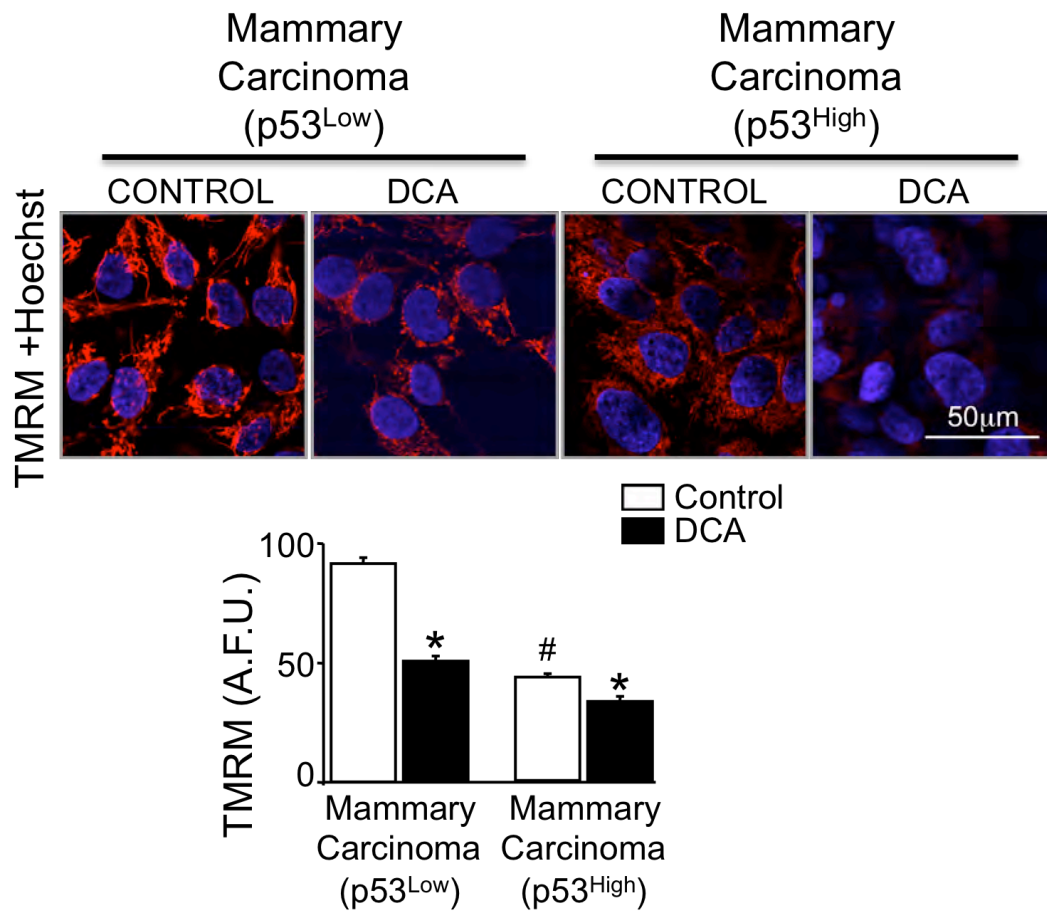 Mammary
Carcinoma
(p53Low)
Mammary
Carcinoma
(p53High)
CONTROL
DCA
CONTROL
DCA
TMRM +Hoechst
50μm
Control
DCA
TMRM (A.F.U.)
100
50
0
*
#
*
Mammary
Carcinoma
(p53Low)
Mammary
Carcinoma
(p53High)